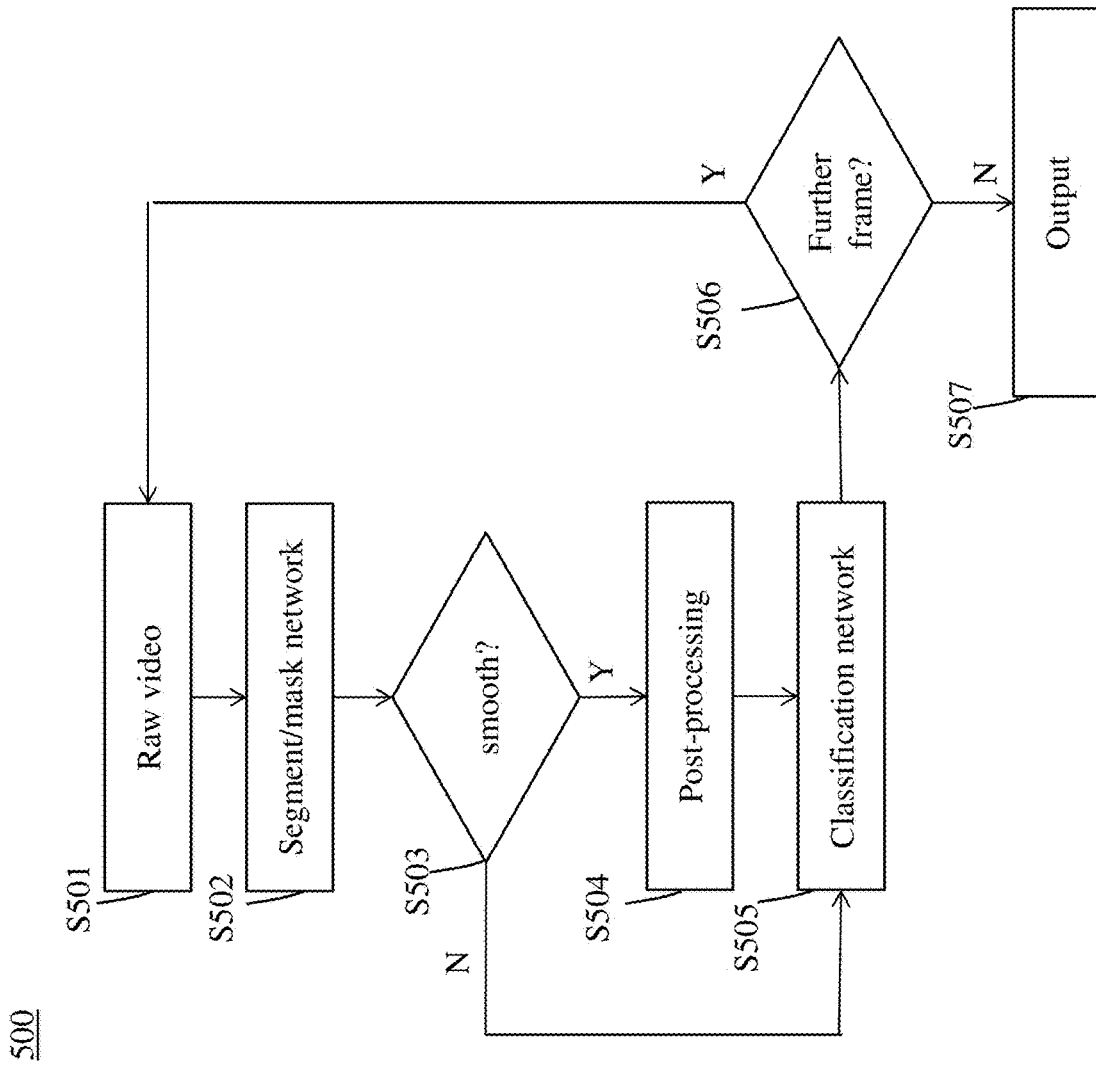 500
S501
Raw video
S502
Segment/mask network
S503
smooth?
N
Y
S504
Post-processing
S505
Classification network
S506
Further
frame?
Y
N
S507
Output